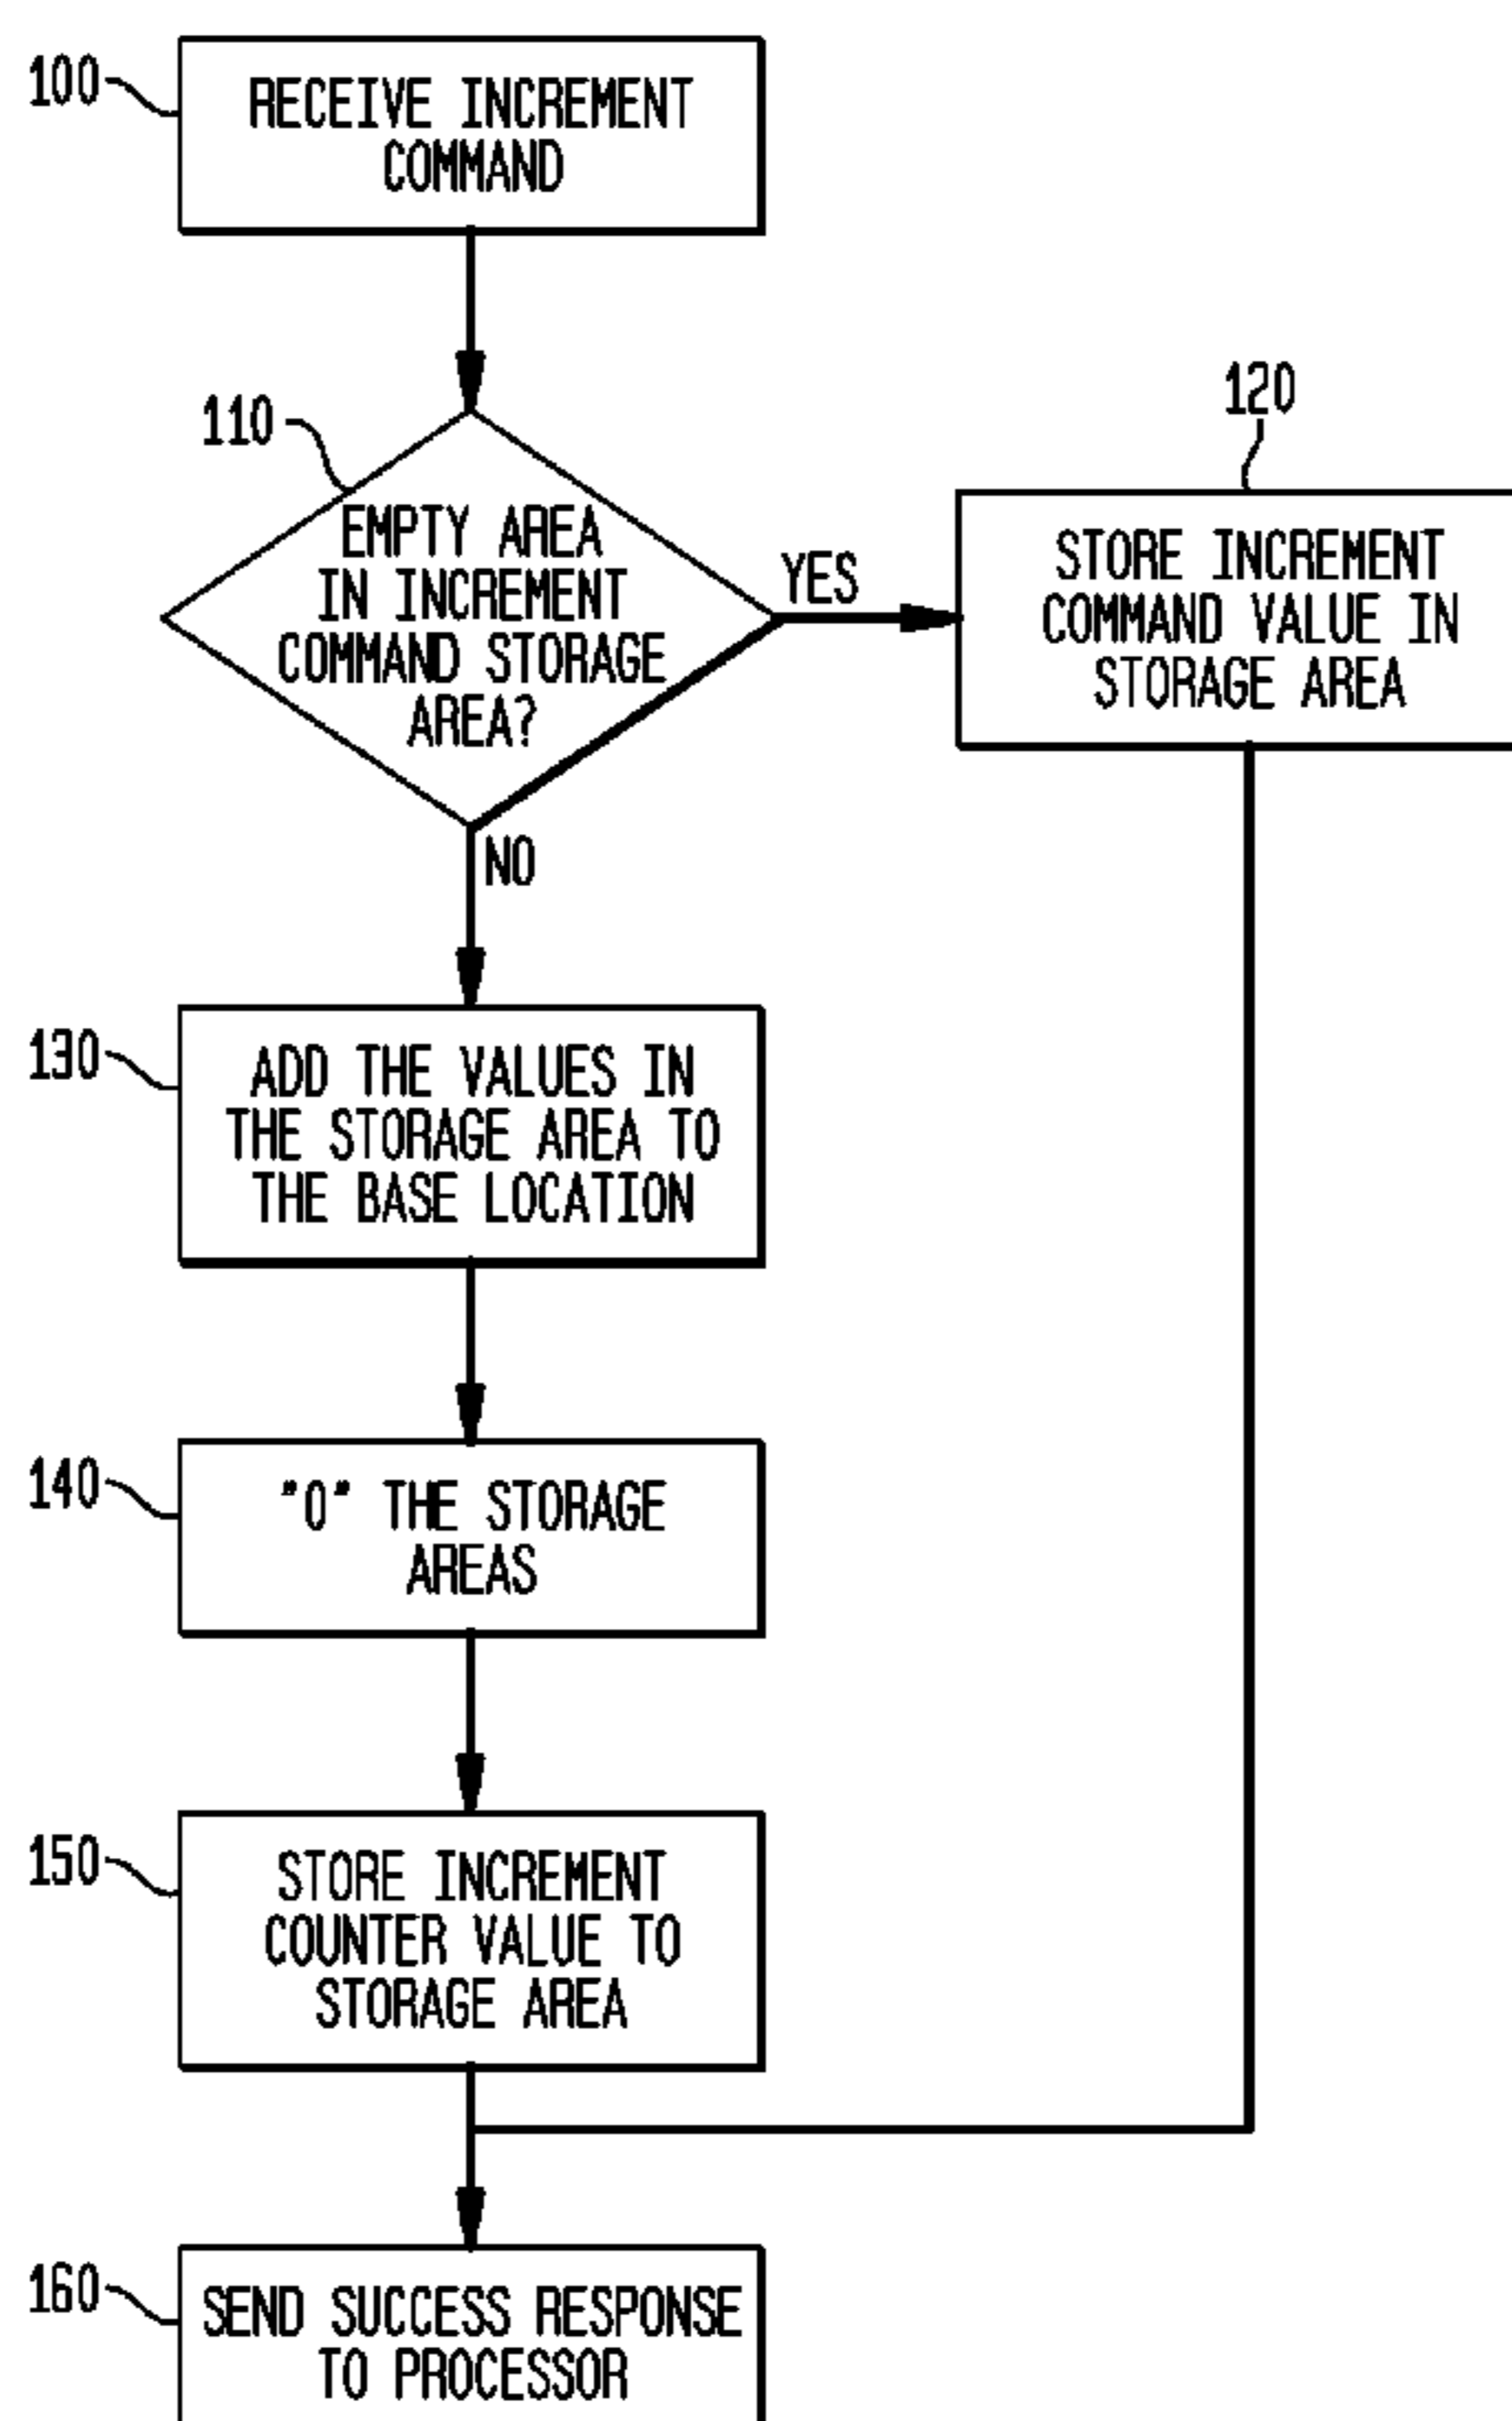 100
RECEIVE INCREMENT
COMMAND
110
EMPTY AREA
IN INCREMENT
COMMAND STORAGE
AREA?
YES
120
STORE INCREMENT
COMMAND VALUE IN
STORAGE AREA
NO
130
ADD THE VALUES IN
THE STORAGE AREA TO
THE BASE LOCATION
140
"0" THE STORAGE
AREAS
150
STORE INCREMENT
COUNTER VALUE TO
STORAGE AREA
160
SEND SUCCESS RESPONSE
TO PROCESSOR